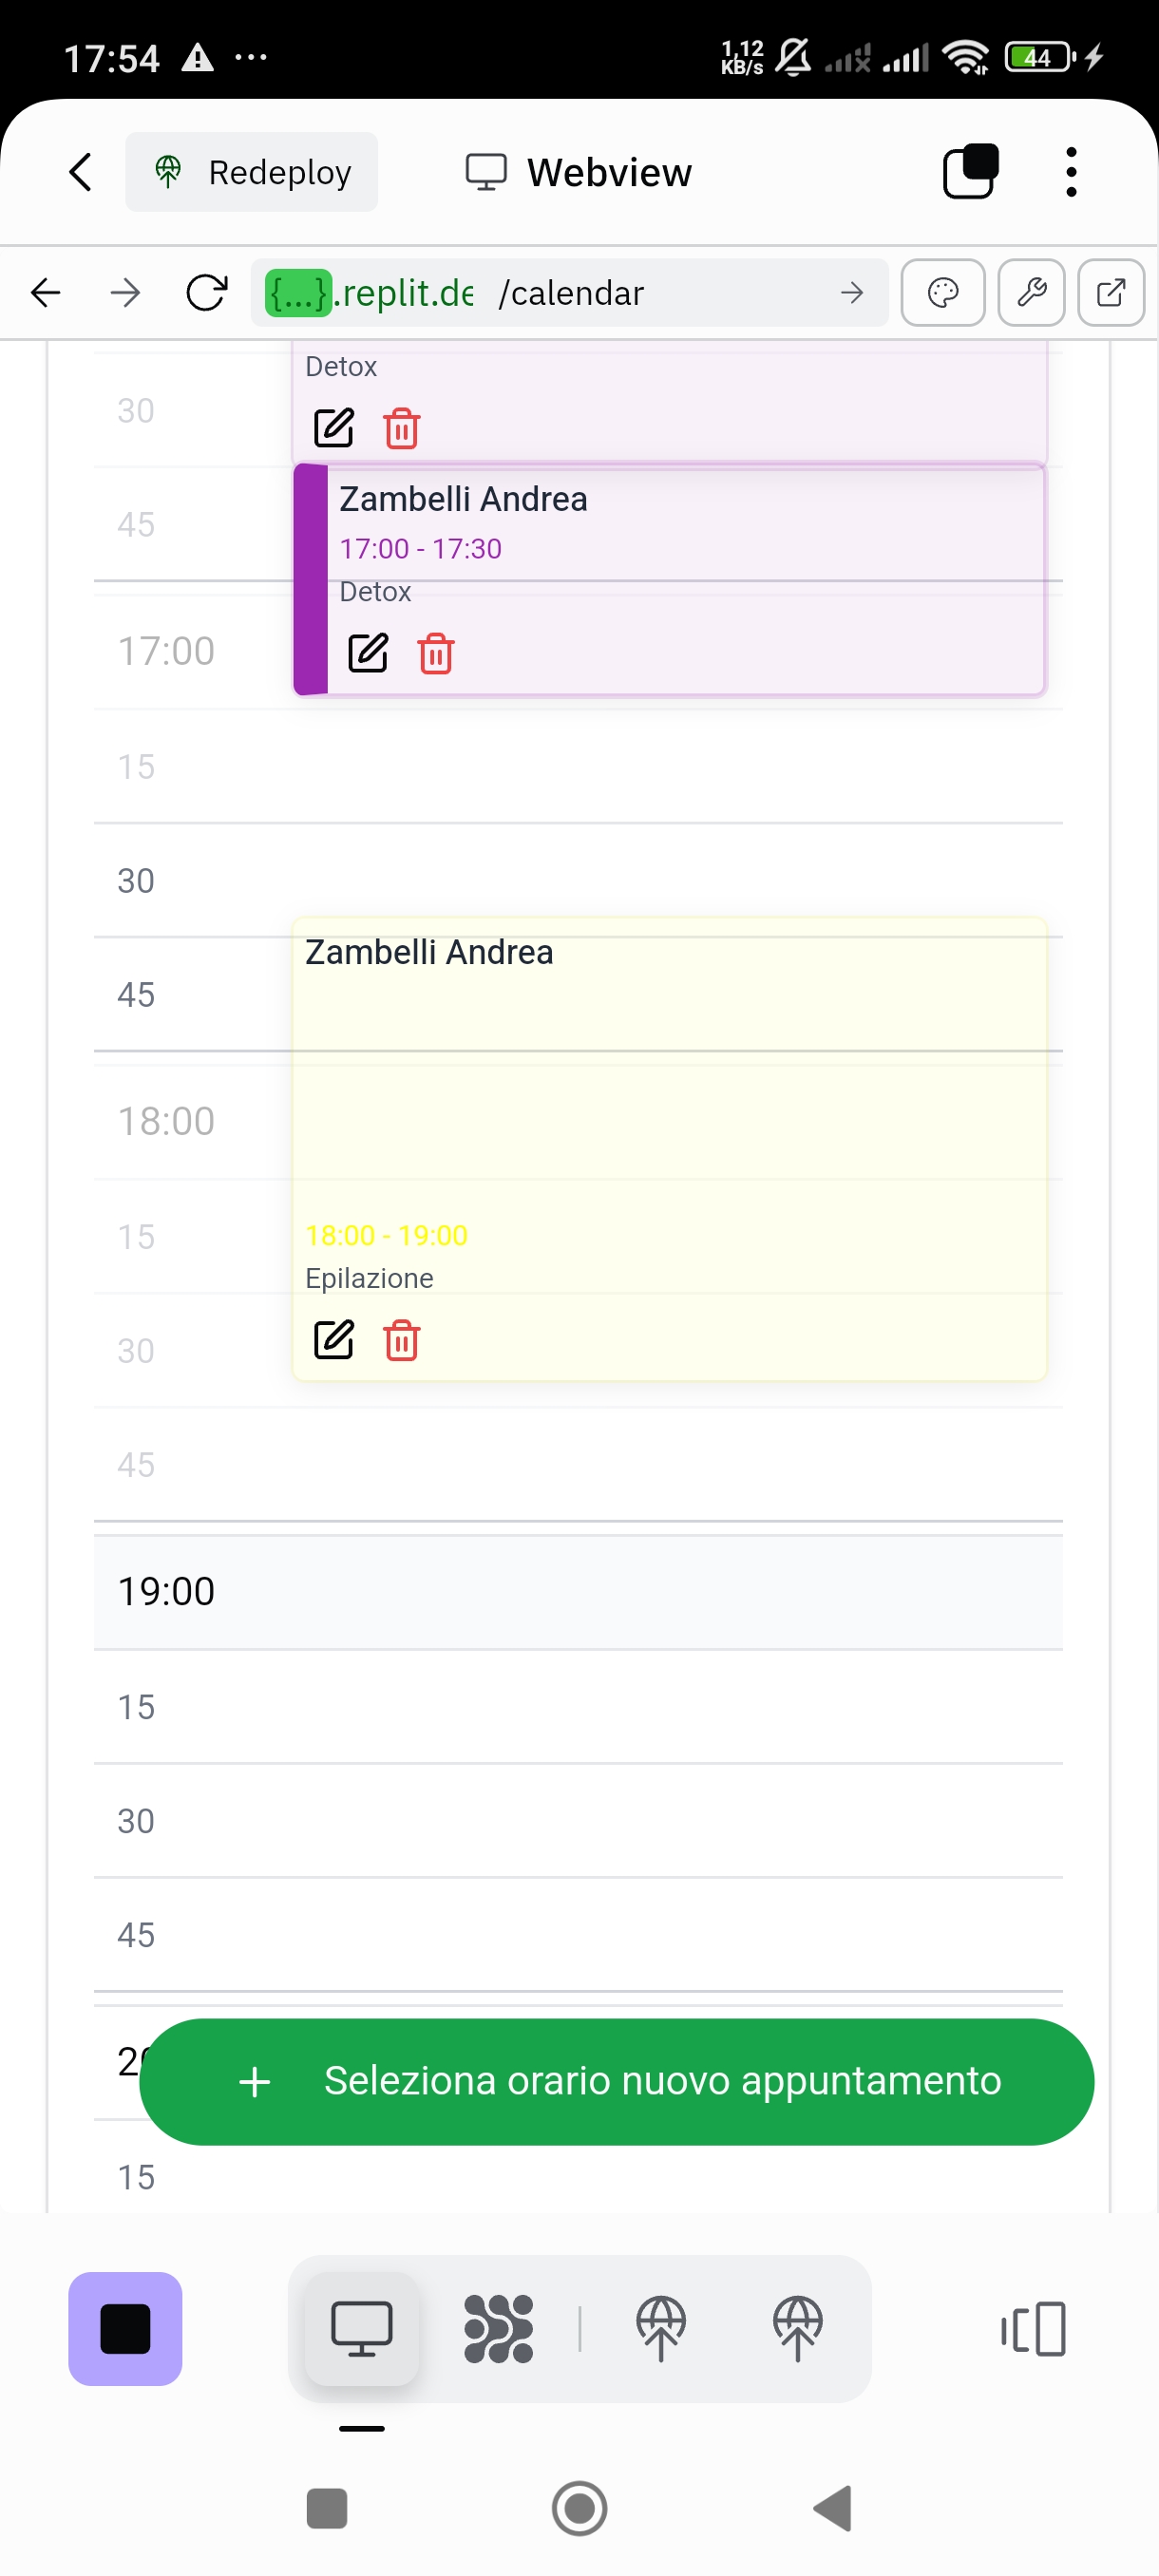 17:54
1,12
KB/s
44
Redeploy
Webview
{...}.replit.de /calendar
Detox
30
45
Zambelli Andrea
17:00 - 17:30
Detox
17:00
15
30
Zambelli Andrea
45
18:00
15
18:00 - 19:00
Epilazione
30
45
19:00
15
30
45
+ Seleziona orario nuovo appuntamento
15